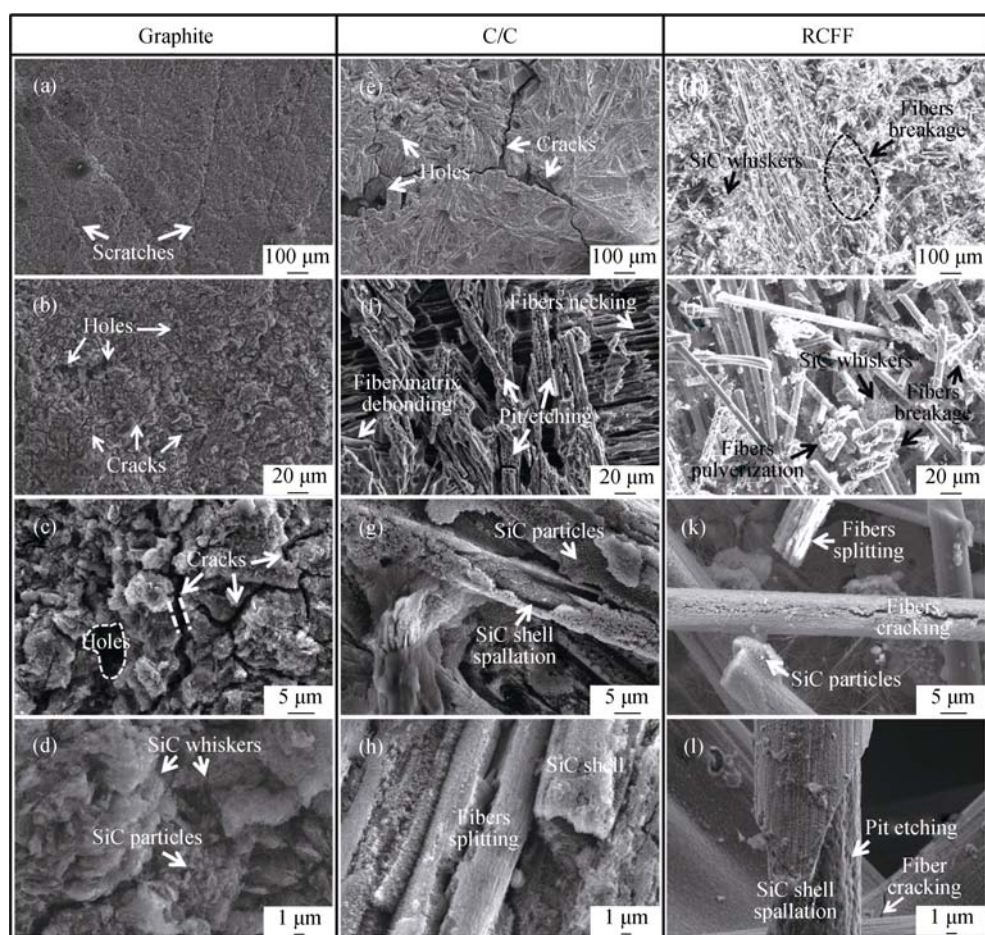 Graphite
C/C
RCFF
(a)
Scratches
100 μm
(e)
Cracks
Holes
100 μm
Fibers
breakage
SiC whiskers
100 μm
(b)
Holes
Cracks
20 μm
Fibers necking
Fiber/matrix
debonding
Pit/etching
20 μm
SiC whiskers
Fibers
breakage
Fibers
pulverization
20 μm
(c)
Cracks
Holes
5 μm
(g)
SiC particles
SiC shell
spallation
5 μm
(k)
Fibers
splitting
Fibers
cracking
SiC particles
5 μm
(d)
SiC whiskers
SiC particles
1 μm
(h)
SiC shell
Fibers
splitting
1 μm
(l)
Pit etching
Fiber
cracking
SiC shell
spallation
1 μm